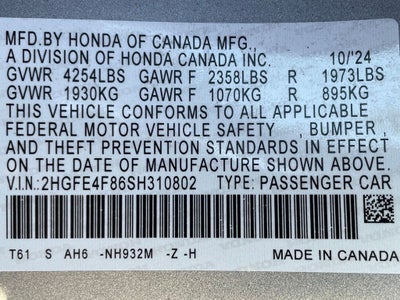 MFD.BY HONDA OF CANADA MFG.,
A DIVISION OF HONDA CANADA INC. 10/'24
GVWR 4254LBS GAWR F 2358LBS R 1973LBS
GVWR 1930KG GAWR F 1070KG R 895KG
THIS VEHICLE CONFORMS TO ALL APPLICABLE
FEDERAL MOTOR VEHICLE SAFETY , BUMPER ,
AND THEFT PREVENTION STANDARDS IN EFFECT
ON THE DATE OF MANUFACTURE SHOWN ABOVE.
V.I.N.:2HGFE4F86SH310802 TYPE: PASSENGER CAR
T61 S AH6 -NH932M -Z -H MADE IN CANADA